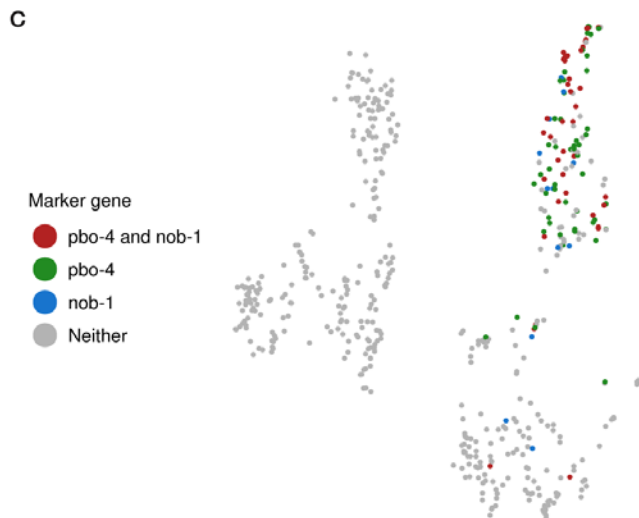 C
Marker gene
pbo-4 and nob-1
pbo-4
nob-1
Neither